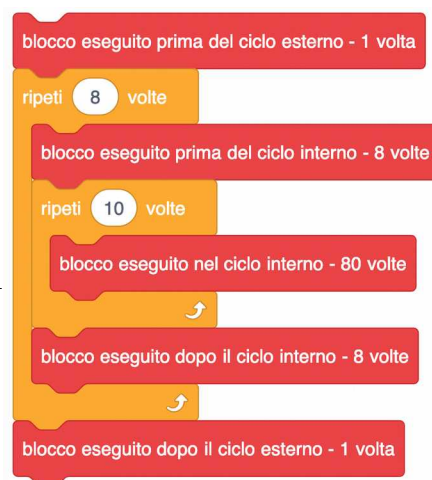 blocco eseguito prima del ciclo esterno - 1 volta
ripeti 8 volte
blocco eseguito prima del ciclo interno - 8 volte
ripeti 10 volte
blocco eseguito nel ciclo interno - 80 volte
blocco eseguito dopo il ciclo interno - 8 volte
blocco eseguito dopo il ciclo esterno - 1 volta